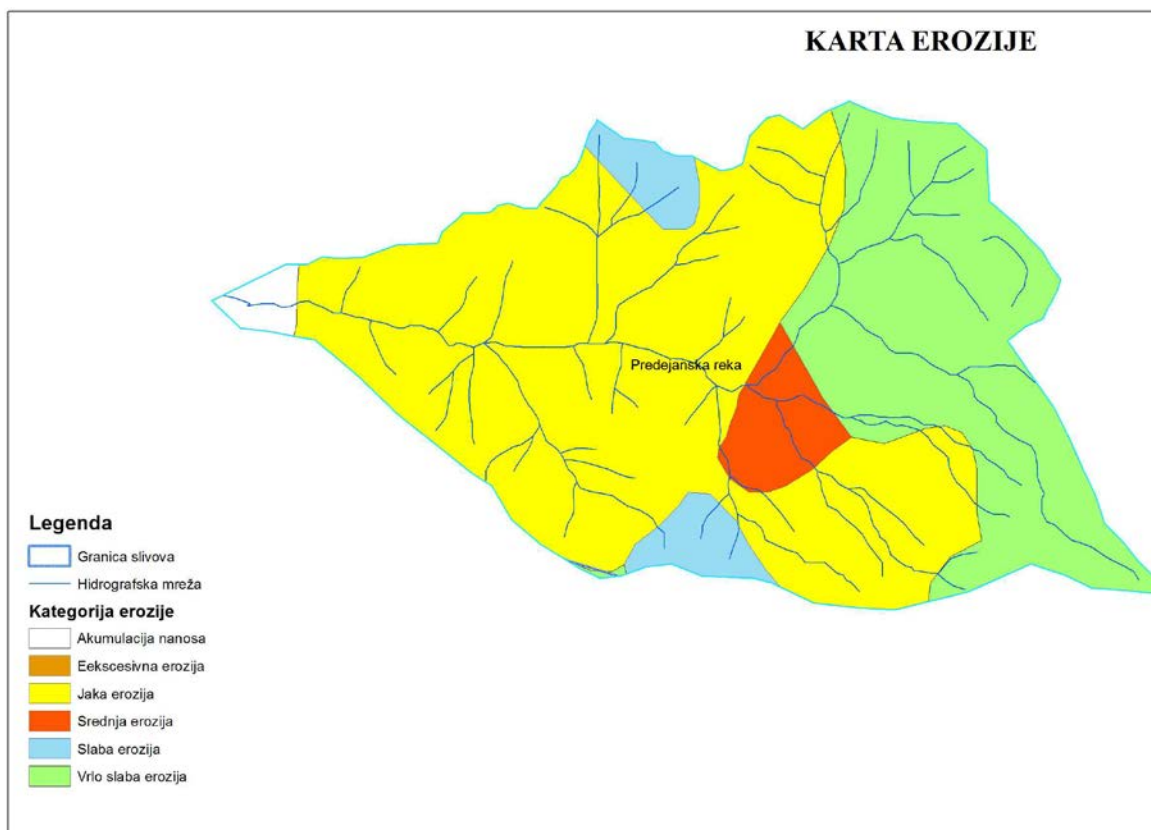 KARTA EROZIJE
Predejanska reka
Legenda
Granica slivova
Hidrografska mreža
Kategorija erozije
Akumulacija nanosa
Eekscesivna erozija
Jaka erozija
Srednja erozija
Slaba erozija
Vrlo slaba erozija